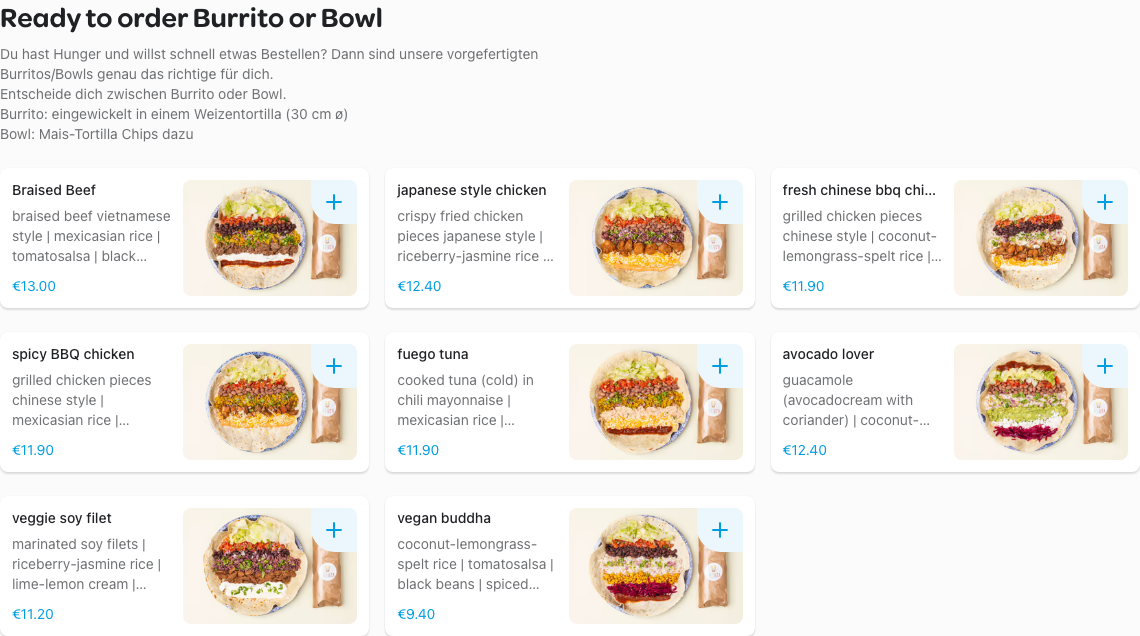 Ready to order Burrito or Bowl
Du hast Hunger und willst schnell etwas Bestellen? Dann sind unsere vorgefertigten
Burritos/Bowls genau das richtige für dich.
Entscheide dich zwischen Burrito oder Bowl.
Burrito: eingewickelt in einem Weizentortilla (30 cm ø)
Bowl: Mais-Tortilla Chips dazu
Braised Beef
braised beef vietnamese
style | mexicasian rice |
tomatosalsa | black...
€13.00
japanese style chicken
crispy fried chicken
pieces japanese style |
riceberry-jasmine rice ...
€12.40
fresh chinese bbq chi...
grilled chicken pieces
chinese style | coconut-
lemongrass-spelt rice |...
€11.90
spicy BBQ chicken
grilled chicken pieces
chinese style |
mexicasian rice |...
€11.90
fuego tuna
cooked tuna (cold) in
chili mayonnaise |
mexicasian rice |...
€11.90
avocado lover
guacamole
(avocadocream with
coriander) | coconut-...
€12.40
veggie soy filet
marinated soy filets |
riceberry-jasmine rice |
lime-lemon cream |...
€11.20
vegan buddha
coconut-lemongrass-
spelt rice | tomatosalsa |
black beans | spiced...
€9.40